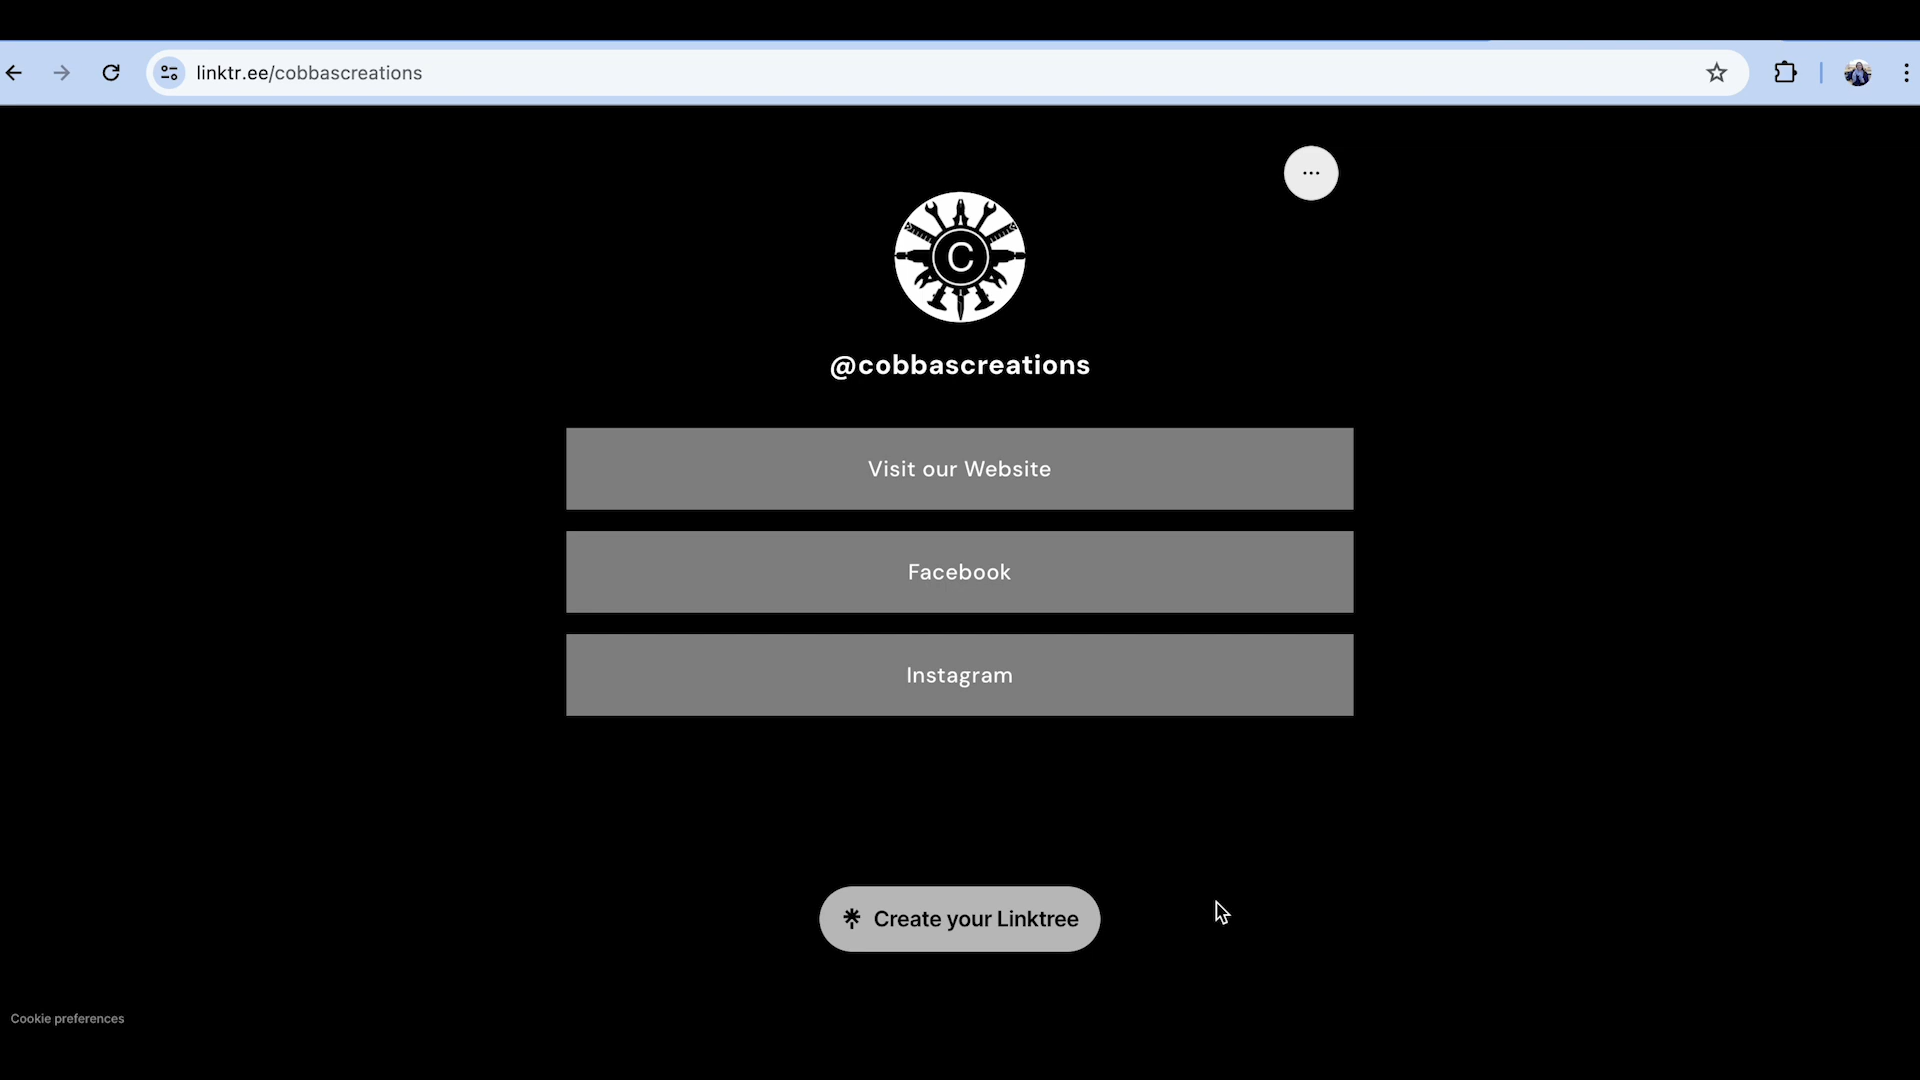 linktr.ee/cobbascreations
C
@cobbascreations
Visit our Website
Facebook
Instagram
Create your Linktree
Cookie preferences